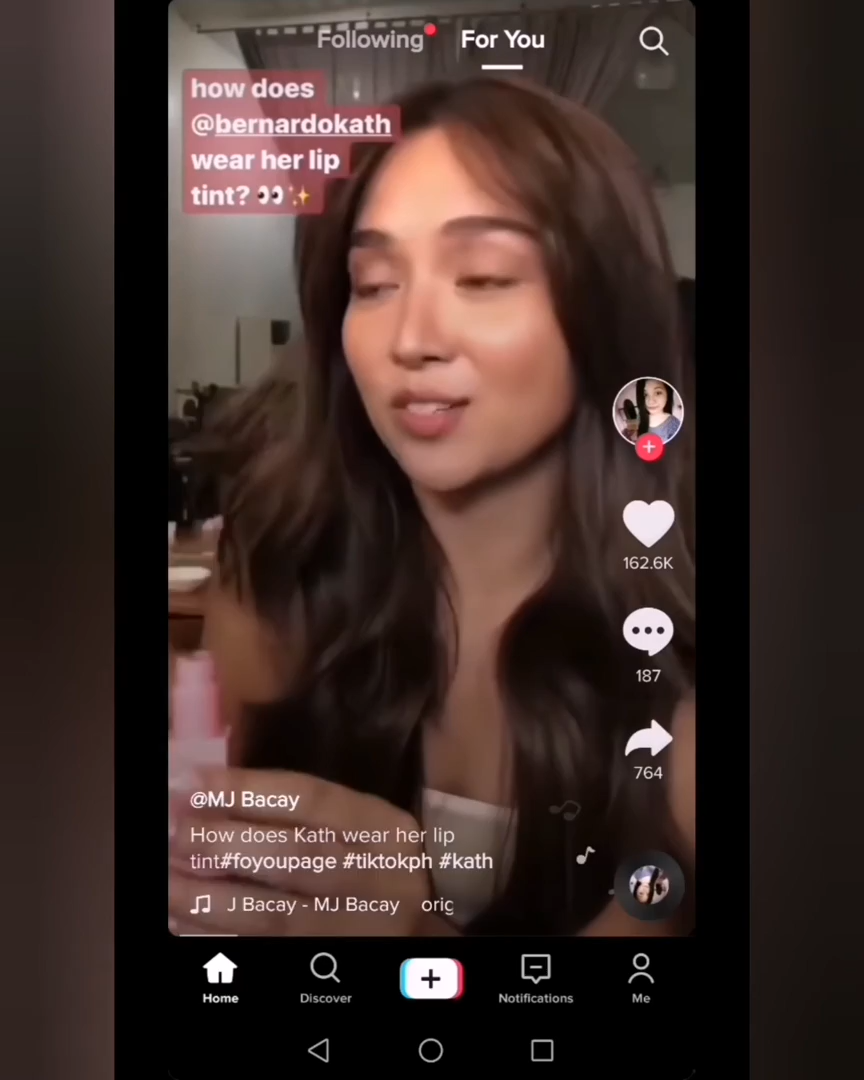 Following
For You
how does
@bernardokath
wear her lip
tint? 👀✨
162.6K
187
764
@MJ Bacay
How does Kath wear her lip
tint#foyoupage #tiktokph #kath
J Bacay - MJ Bacay orig
Home
Discover
Notifications
Me